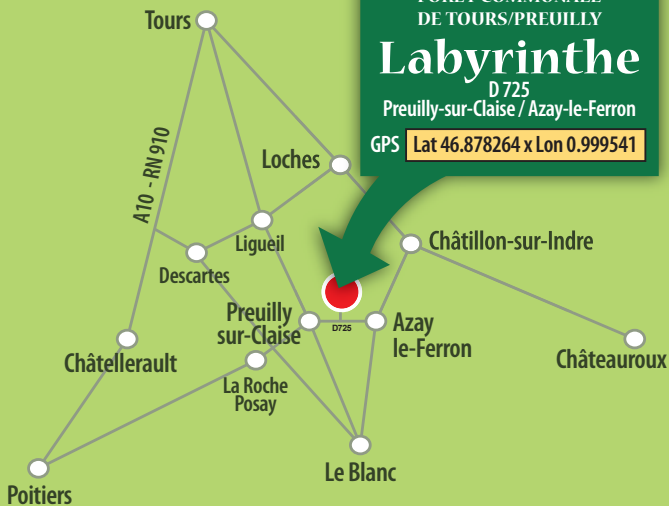 FORÊT COMMUNALE
DE TOURS/PREUILLY
Labyrinthe
D 725
Preuilly-sur-Claise / Azay-le-Ferron
GPS Lat 46.878264 x Lon 0.999541
Tours
A10 - RN 910
Loches
Ligueil
Châtillon-sur-Indre
Descartes
Preuilly
sur-Claise
D725
Azay
le-Ferron
Châtellerault
Châteauroux
La Roche
Posay
Le Blanc
Poitiers